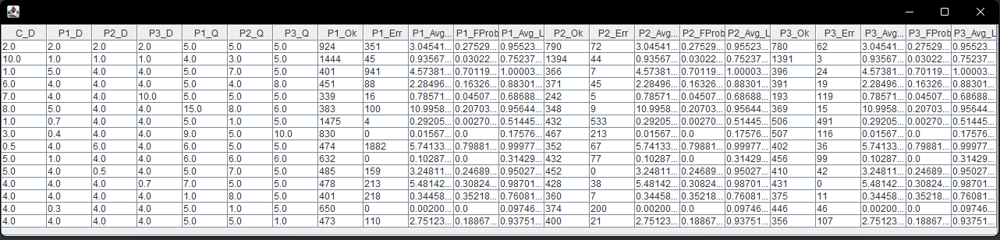 C_D P1_D P2_D P3_D P1_Q P2_Q P3_Q P1_Ok P1_Err P1_Avg... P1_FProb P1_Avg_L P2_Ok P2_Err P2_Avg... P2_FProb P2_Avg_L P3_Ok P3_Err P3_Avg... P3_FProb P3_Avg_L
2.0 2.0 2.0 2.0 5.0 5.0 5.0 924 351 3.04541... 0.27529... 0.95523... 790 72 3.04541... 0.27529... 0.95523... 780 62 3.04541... 0.27529... 0.95523...
10.0 1.0 1.0 1.0 4.0 3.0 5.0 1444 45 0.93567... 0.03022... 0.75237... 1394 44 0.93567... 0.03022... 0.75237... 1391 3 0.93567... 0.03022... 0.75237...
1.0 5.0 4.0 4.0 5.0 7.0 5.0 401 941 4.57381... 0.70119... 1.00003... 366 7 4.57381... 0.70119... 1.00003... 396 24 4.57381... 0.70119... 1.00003...
6.0 4.0 4.0 4.0 5.0 4.0 8.0 451 88 2.28496... 0.16326... 0.88301... 371 45 2.28496... 0.16326... 0.88301... 391 19 2.28496... 0.16326... 0.88301...
7.0 4.0 4.0 10.0 5.0 5.0 5.0 339 16 0.78571... 0.04507... 0.68688... 242 5 0.78571... 0.04507... 0.68688... 193 119 0.78571... 0.04507... 0.68688...
8.0 5.0 4.0 4.0 15.0 8.0 6.0 383 100 10.9958... 0.20703... 0.95644... 348 9 10.9958... 0.20703... 0.95644... 369 15 10.9958... 0.20703... 0.95644...
1.0 0.7 4.0 4.0 5.0 1.0 5.0 1475 4 0.29205... 0.00270... 0.51445... 432 533 0.29205... 0.00270... 0.51445... 506 491 0.29205... 0.00270... 0.51445...
3.0 0.4 4.0 4.0 9.0 5.0 10.0 830 0 0.01567... 0.0 0.17576... 467 213 0.01567... 0.0 0.17576... 507 116 0.01567... 0.0 0.17576...
0.5 4.0 6.0 4.0 6.0 5.0 6.0 474 1882 5.74133... 0.79881... 0.99977... 352 67 5.74133... 0.79881... 0.99977... 402 36 5.74133... 0.79881... 0.99977...
5.0 1.0 4.0 4.0 6.0 6.0 6.0 632 0 0.10287... 0.0 0.31429... 432 77 0.10287... 0.0 0.31429... 456 99 0.10287... 0.0 0.31429...
5.0 4.0 0.5 4.0 5.0 7.0 5.0 485 159 3.24811... 0.24689... 0.95027... 452 0 3.24811... 0.24689... 0.95027... 410 42 3.24811... 0.24689... 0.95027...
4.0 4.0 4.0 0.7 7.0 5.0 5.0 478 213 5.48142... 0.30824... 0.98701... 428 38 5.48142... 0.30824... 0.98701... 431 0 5.48142... 0.30824... 0.98701...
4.0 4.0 4.0 4.0 1.0 8.0 5.0 401 218 0.34458... 0.35218... 0.76081... 360 7 0.34458... 0.35218... 0.76081... 375 11 0.34458... 0.35218... 0.76081...
4.0 0.3 4.0 4.0 5.0 1.0 5.0 650 0 0.00200... 0.0 0.09746... 374 200 0.00200... 0.0 0.09746... 446 46 0.00200... 0.0 0.09746...
4.0 4.0 4.0 4.0 5.0 5.0 1.0 473 110 2.75123... 0.18867... 0.93751... 400 21 2.75123... 0.18867... 0.93751... 356 107 2.75123... 0.18867... 0.93751...